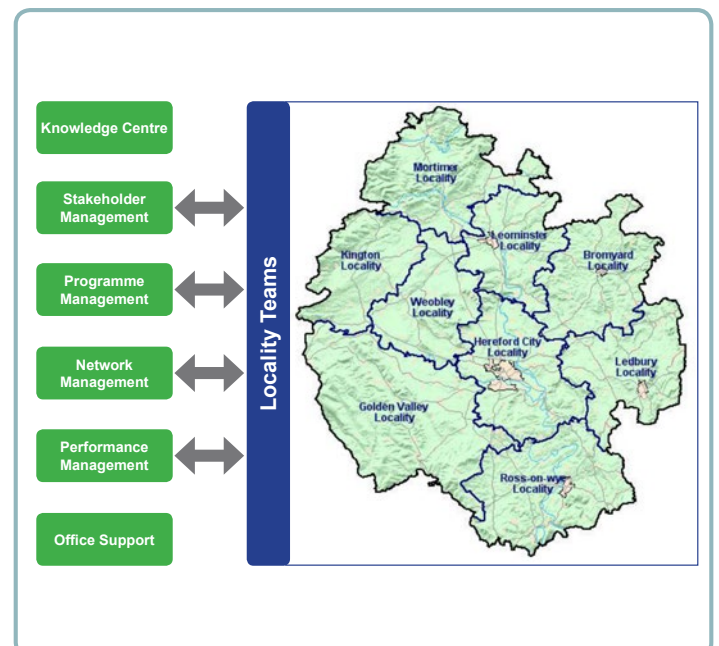 Knowledge Centre
Stakeholder
Management
Programme
Management
Network
Management
Performance
Management
Office Support
Locality Teams
Mortimer
Locality
Leominster
Locality
Kington
Locality
Bromyard
Locality
Weobley
Locality
Hereford City
Locality
Ledbury
Locality
Golden Valley
Locality
Ross-on-wye
Locality